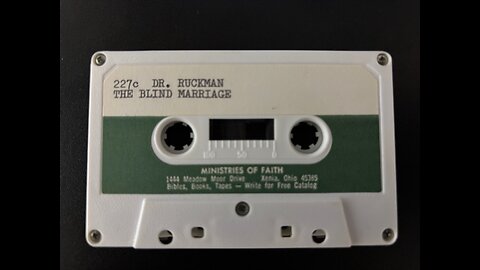 227c DR. RUCKMAN
THE BLIND MARRIAGE
100 50 0
MINISTRIES OF FAITH
1444 Meadow Moor Drive Xenia, Ohio 45385
Bibles, Books, Tapes — Write for Free Catalog